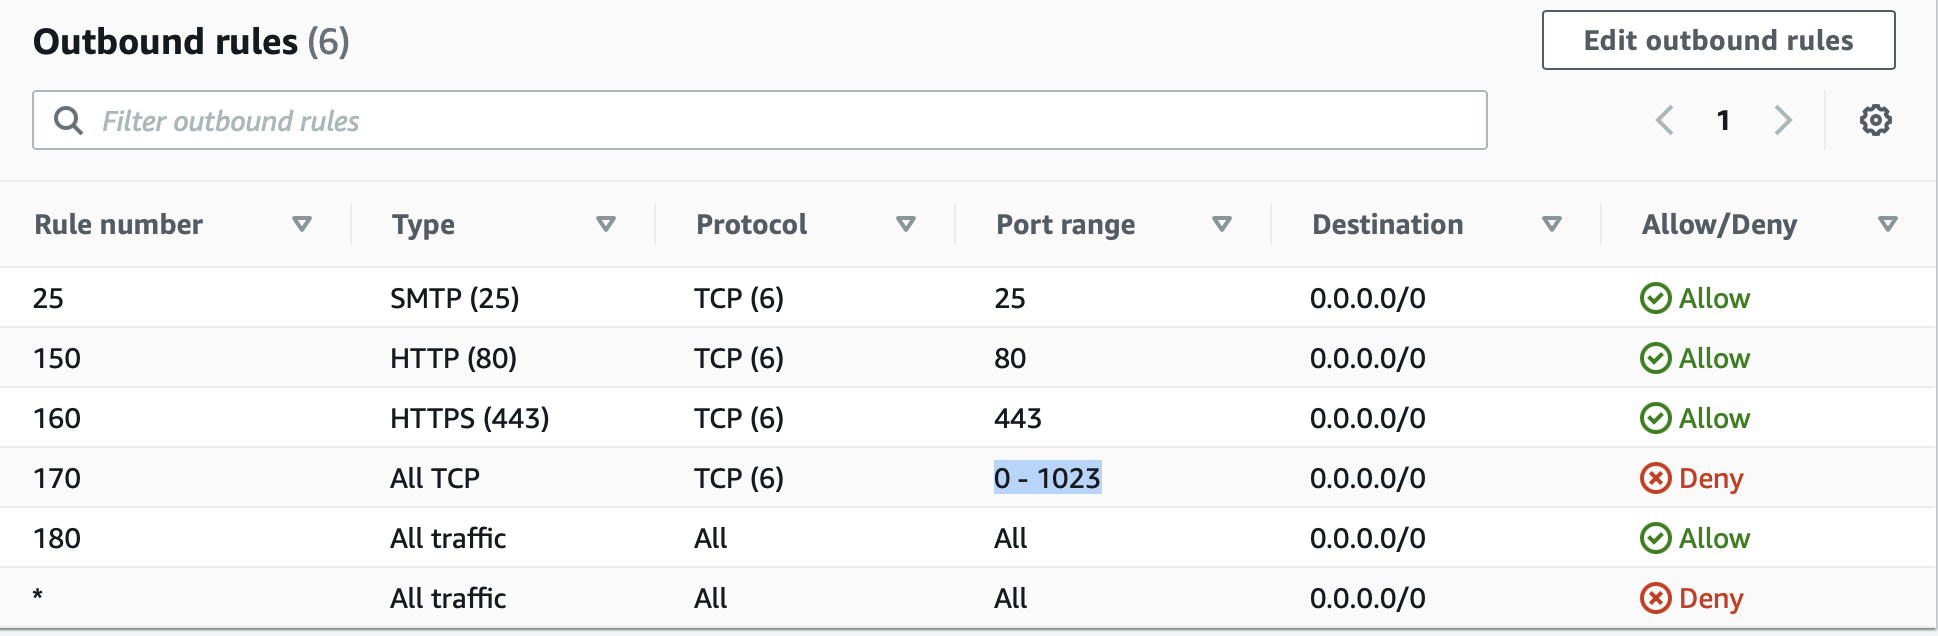 Outbound rules (6)
Edit outbound rules
Filter outbound rules
1
Rule number Type Protocol Port range Destination Allow/Deny
25 SMTP (25) TCP (6) 25 0.0.0.0/0 Allow
150 HTTP (80) TCP (6) 80 0.0.0.0/0 Allow
160 HTTPS (443) TCP (6) 443 0.0.0.0/0 Allow
170 All TCP TCP (6) 0 - 1023 0.0.0.0/0 Deny
180 All traffic All All 0.0.0.0/0 Allow
* All traffic All All 0.0.0.0/0 Deny